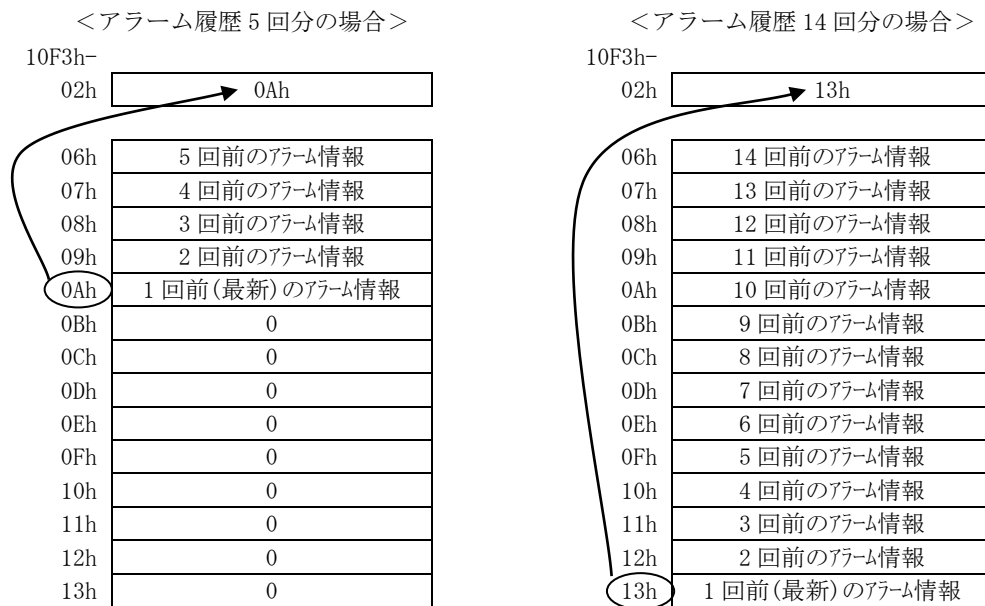 <アラーム履歴 5 回分の場合>
10F3h-
02h 0Ah
06h 5 回前のアラーム情報
07h 4 回前のアラーム情報
08h 3 回前のアラーム情報
09h 2 回前のアラーム情報
0Ah 1 回前(最新)のアラーム情報
0Bh 0
0Ch 0
0Dh 0
0Eh 0
0Fh 0
10h 0
11h 0
12h 0
13h 0
<アラーム履歴 14 回分の場合>
10F3h-
02h 13h
06h 14 回前のアラーム情報
07h 13 回前のアラーム情報
08h 12 回前のアラーム情報
09h 11 回前のアラーム情報
0Ah 10 回前のアラーム情報
0Bh 9 回前のアラーム情報
0Ch 8 回前のアラーム情報
0Dh 7 回前のアラーム情報
0Eh 6 回前のアラーム情報
0Fh 5 回前のアラーム情報
10h 4 回前のアラーム情報
11h 3 回前のアラーム情報
12h 2 回前のアラーム情報
13h 1 回前(最新)のアラーム情報